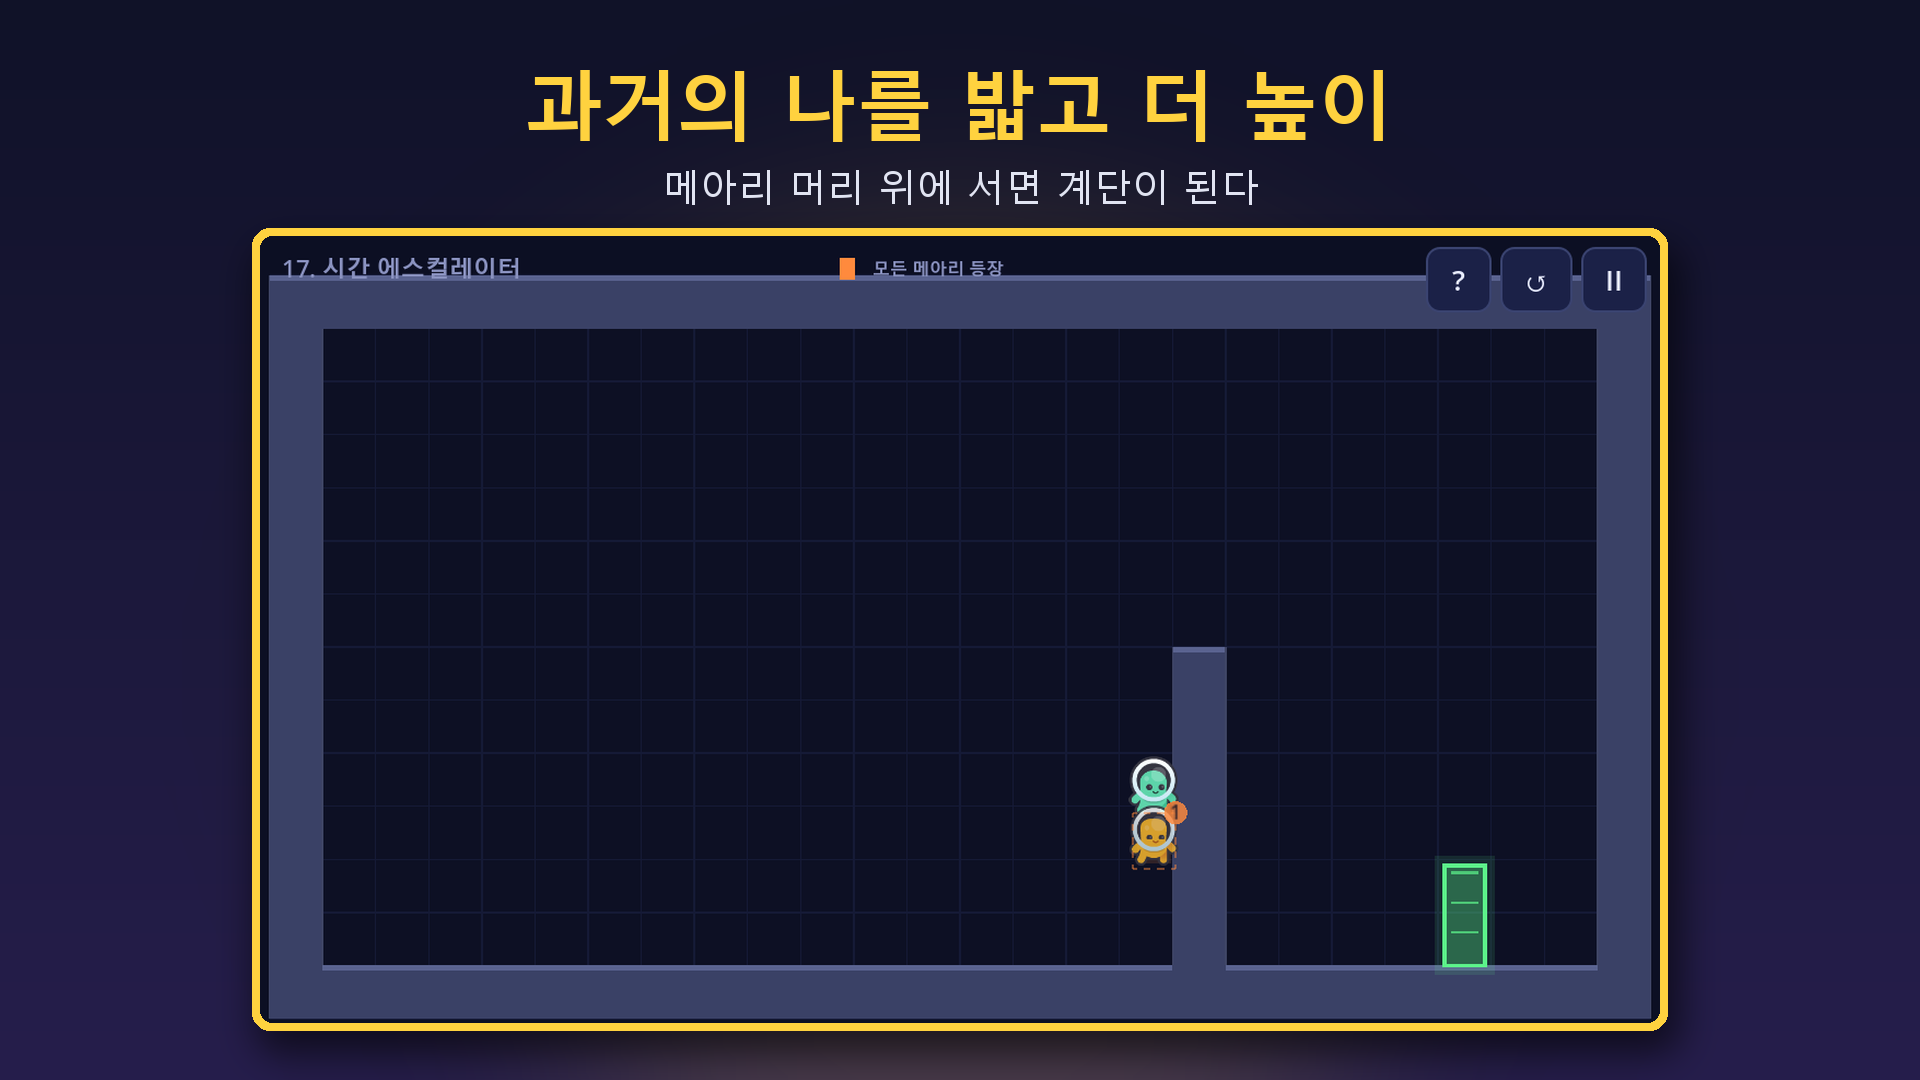 과거의 나를 밟고 더 높이
메아리 머리 위에 서면 계단이 된다
17. 시간 에스컬레이터
모든 메아리 등장
?
1